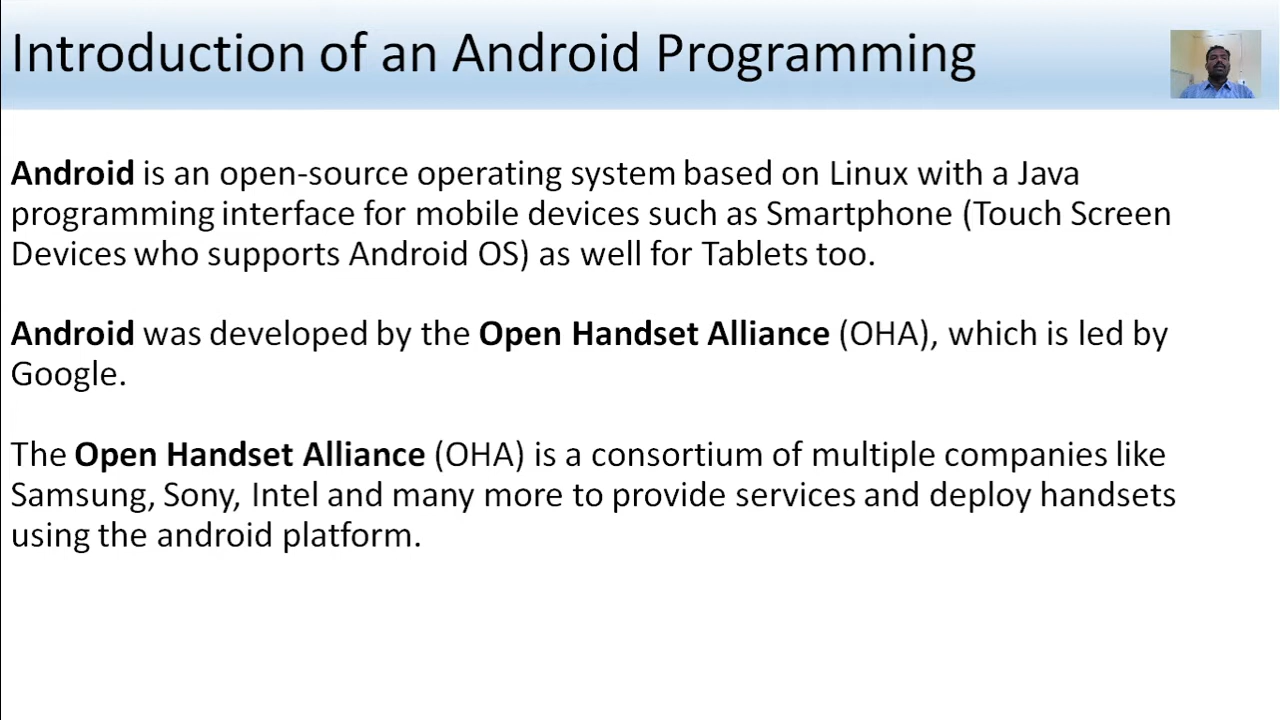 Introduction of an Android Programming
Android is an open-source operating system based on Linux with a Java
programming interface for mobile devices such as Smartphone (Touch Screen
Devices who supports Android OS) as well for Tablets too.
Android was developed by the Open Handset Alliance (OHA), which is led by
Google.
The Open Handset Alliance (OHA) is a consortium of multiple companies like
Samsung, Sony, Intel and many more to provide services and deploy handsets
using the android platform.